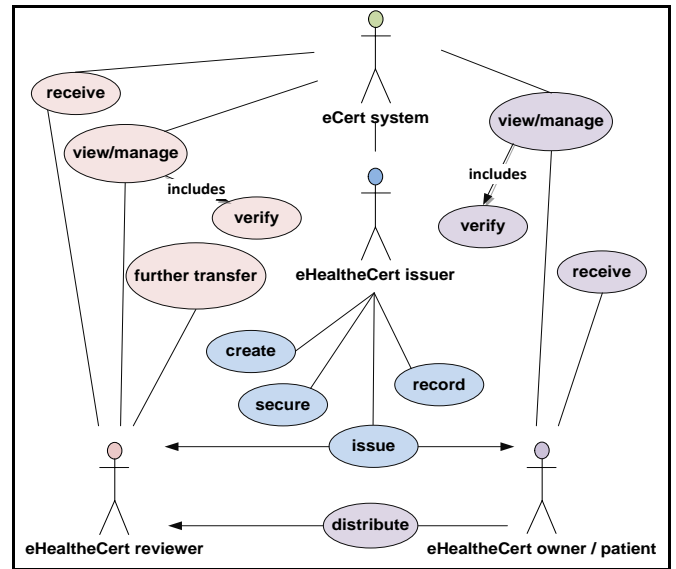 receive
eCert system
view/manage
view/manage
includes
includes
verify
verify
further transfer
eHealtheCert issuer
receive
create
record
secure
issue
distribute
eHealtheCert reviewer
eHealtheCert owner / patient